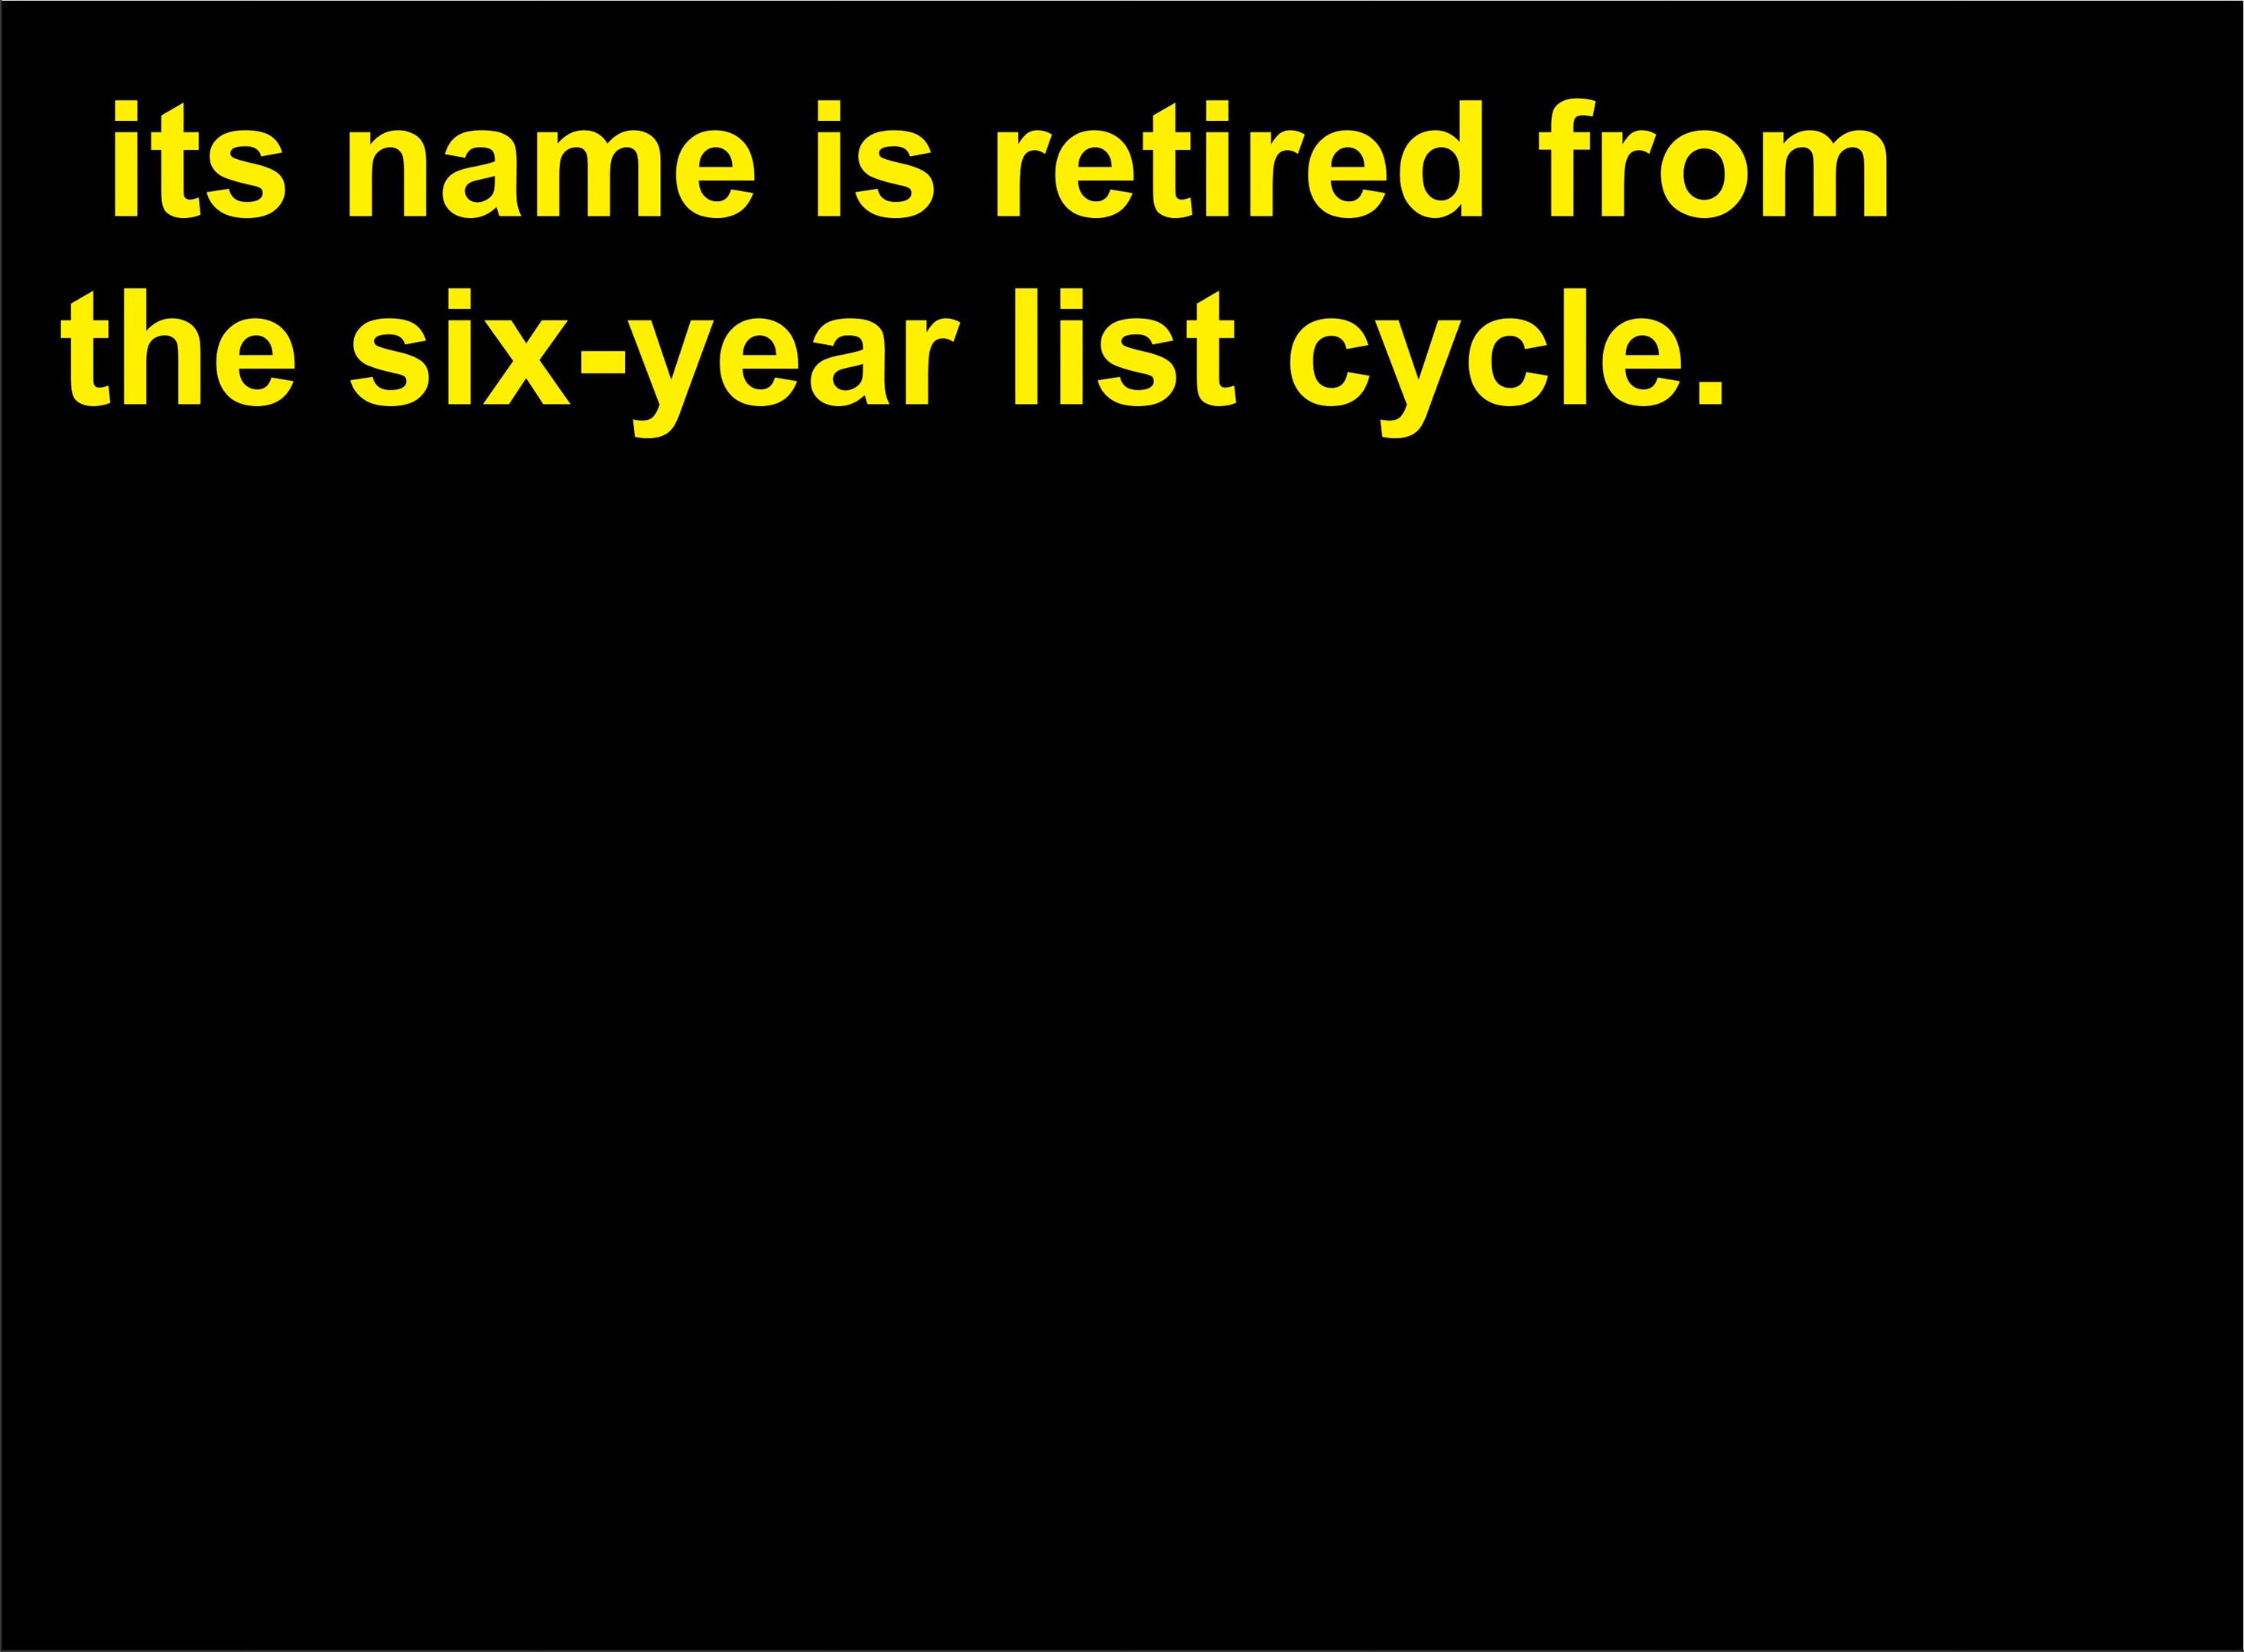 its name is retired from
the six-year list cycle.